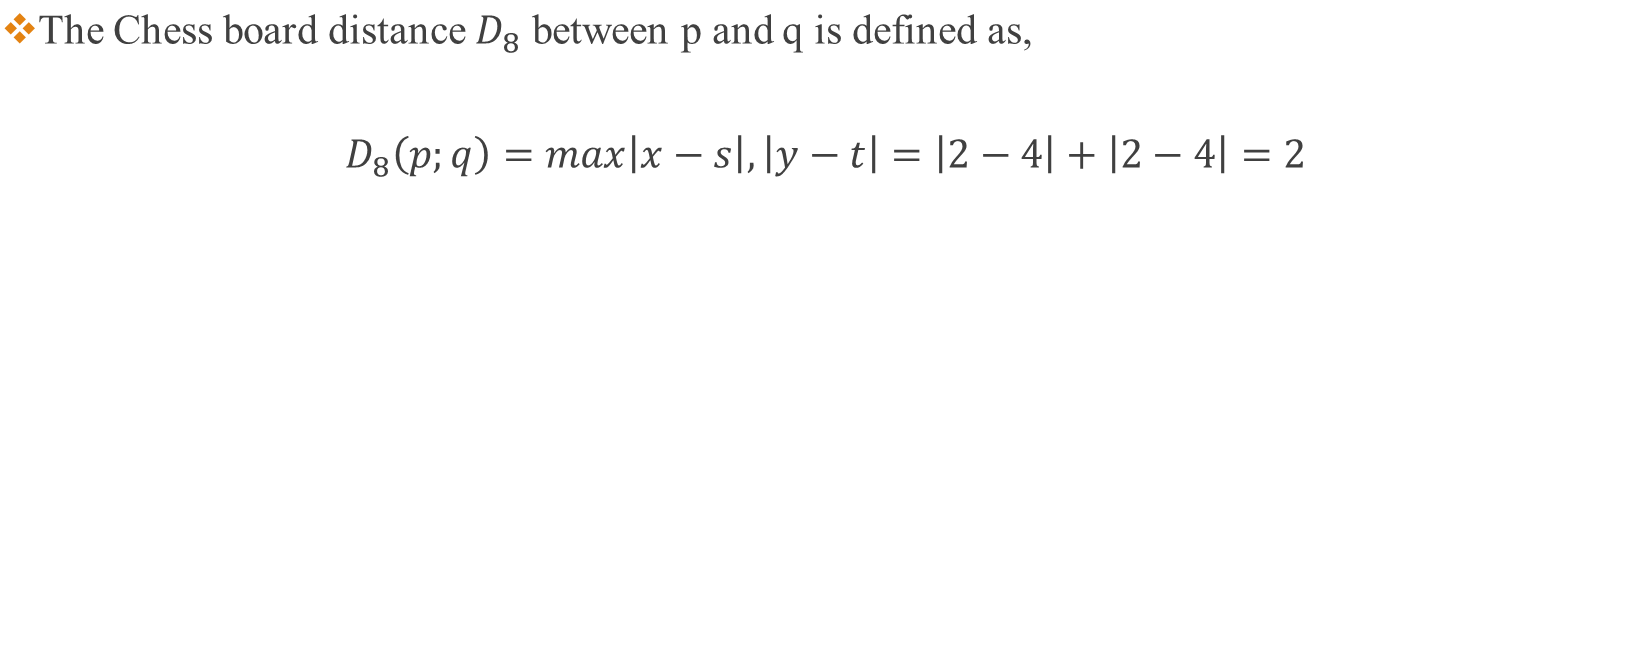 ❖The Chess board distance D₈ between p and q is defined as,
D₈(p; q) = max|x − s|, |y − t| = |2 − 4| + |2 − 4| = 2